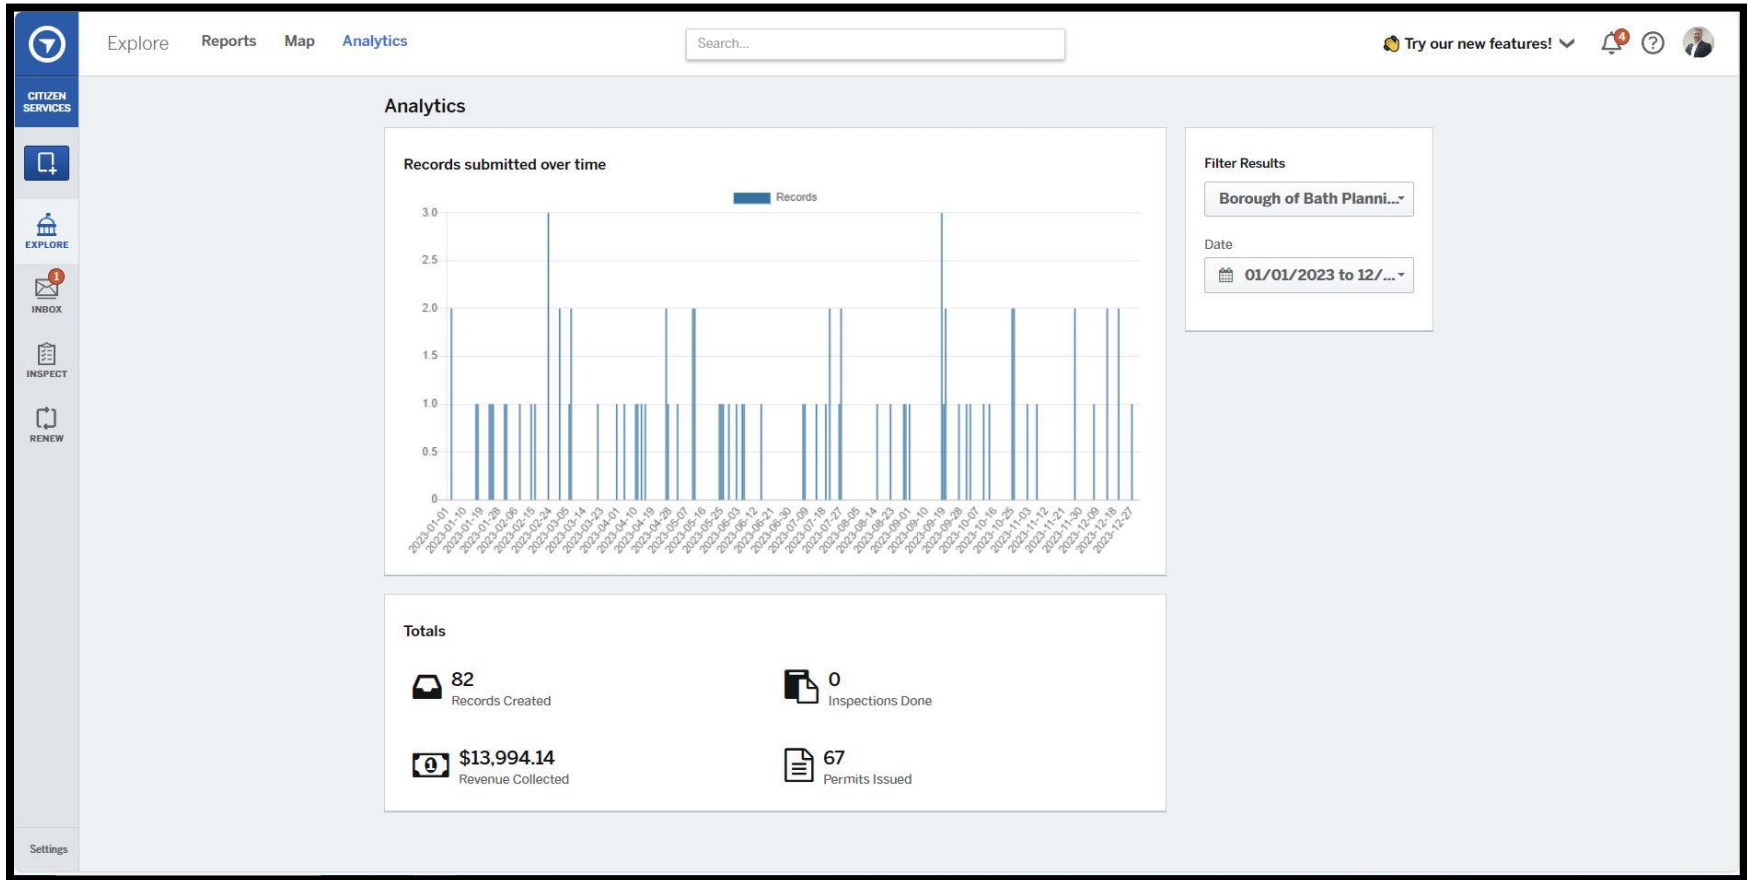 Explore Reports Map Analytics
Search...
Try our new features!
4
CITIZEN
SERVICES
EXPLORE
1
INBOX
INSPECT
RENEW
Settings
Analytics
Records submitted over time
Records
3.0
2.5
2.0
1.5
1.0
0.5
0
2023-01-01
2023-01-10
2023-01-19
2023-01-28
2023-02-06
2023-02-15
2023-02-24
2023-03-05
2023-03-14
2023-03-23
2023-04-01
2023-04-10
2023-04-19
2023-04-28
2023-05-07
2023-05-16
2023-05-25
2023-06-03
2023-06-12
2023-06-21
2023-06-30
2023-07-09
2023-07-18
2023-07-27
2023-08-05
2023-08-14
2023-08-23
2023-09-01
2023-09-10
2023-09-19
2023-09-28
2023-10-07
2023-10-16
2023-10-25
2023-11-03
2023-11-12
2023-11-21
2023-11-30
2023-12-09
2023-12-18
2023-12-27
Filter Results
Borough of Bath Planni...
Date
01/01/2023 to 12/...
Totals
82
Records Created
0
Inspections Done
$13,994.14
Revenue Collected
67
Permits Issued